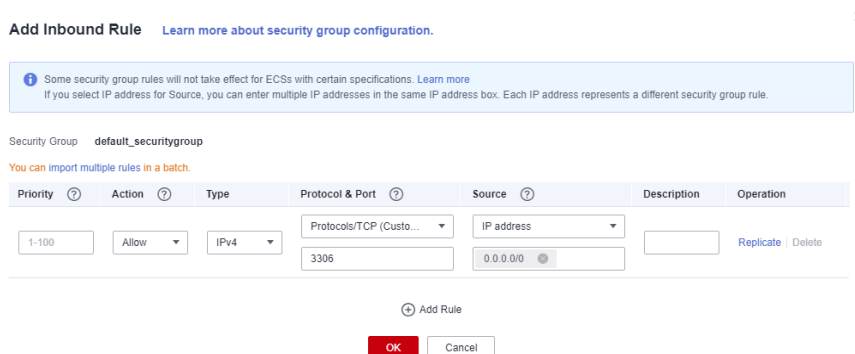 Add Inbound Rule Learn more about security group configuration.
Some security group rules will not take effect for ECSs with certain specifications. Learn more
If you select IP address for Source, you can enter multiple IP addresses in the same IP address box. Each IP address represents a different security group rule.
Security Group default_securitygroup
You can import multiple rules in a batch.
Priority Action Type Protocol & Port Source Description Operation
Protocols/TCP (Custo... IP address
1-100 Allow IPv4 Replicate Delete
3306 0.0.0.0/0
Add Rule
OK Cancel